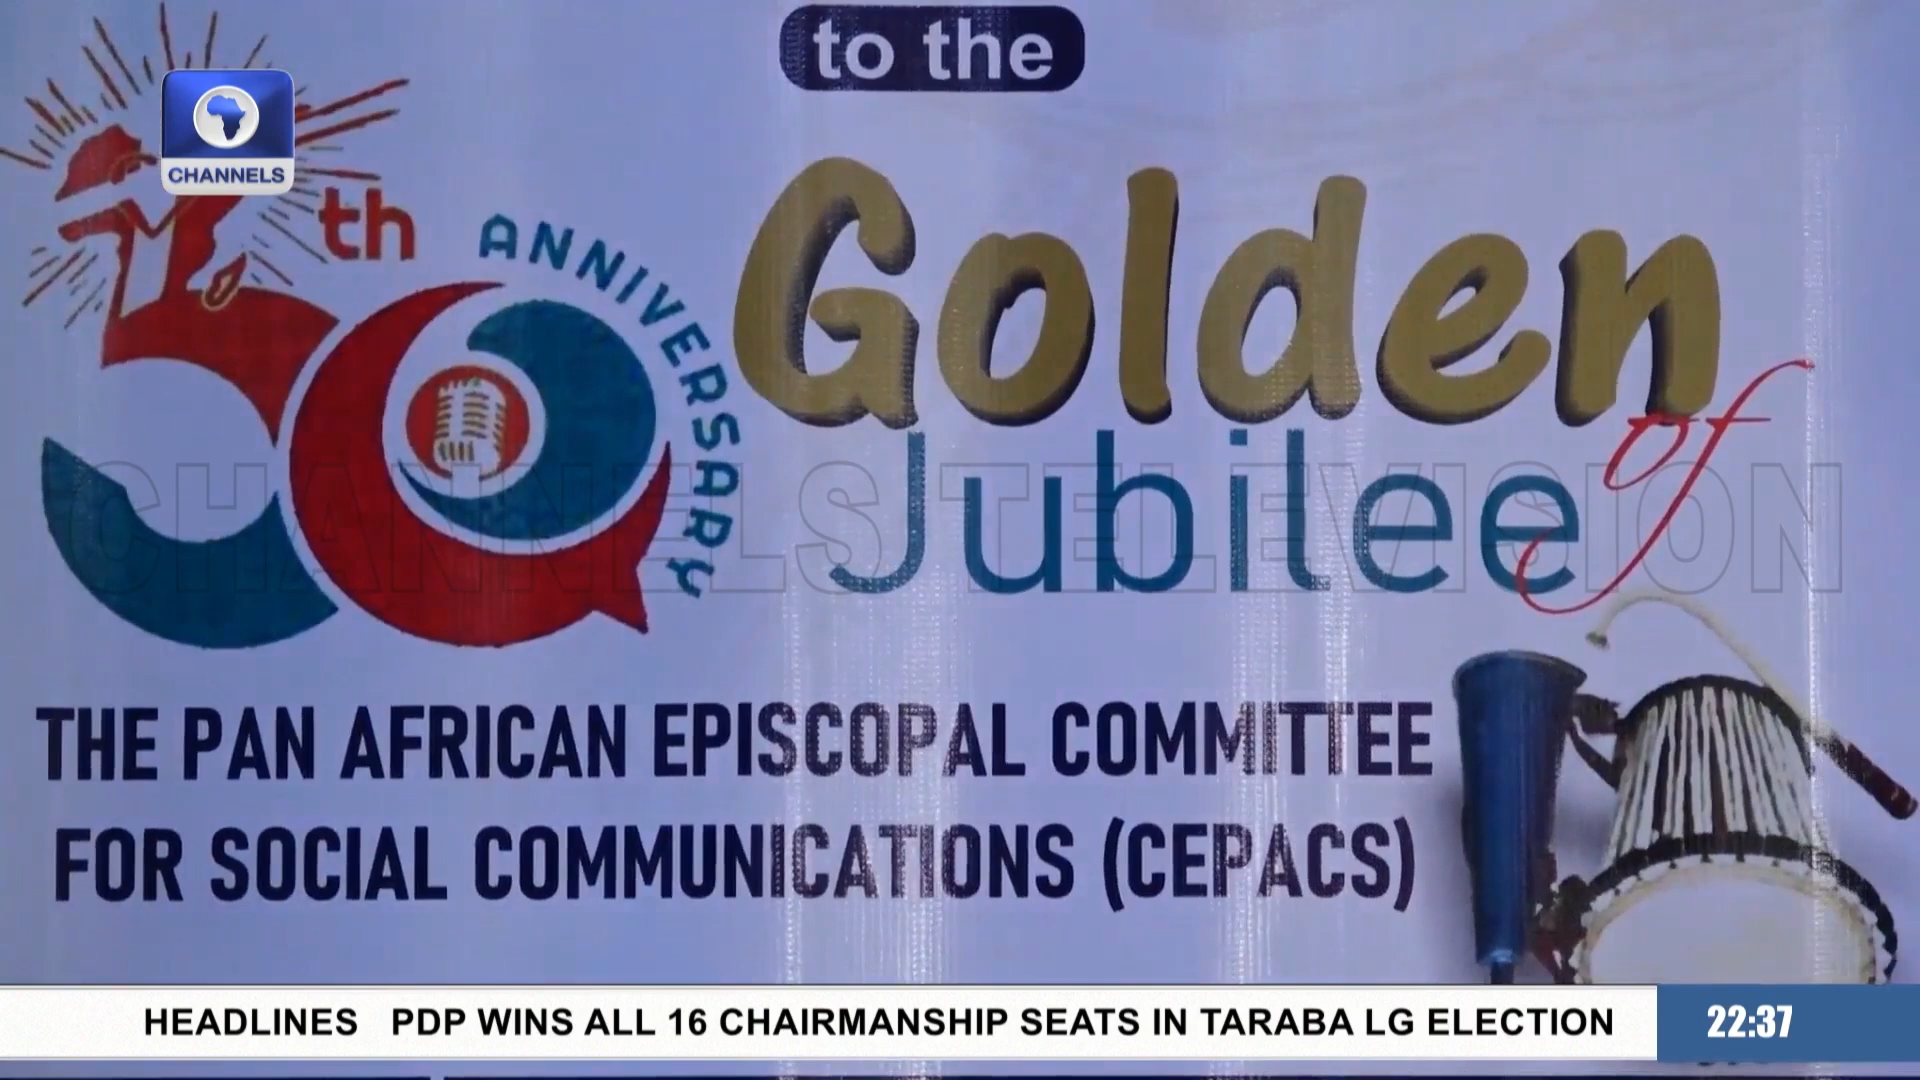 to the
CHANNELS
50th
ANNIVERSARY
Golden
Jubilee of
CHANNELS TELEVISION
THE PAN AFRICAN EPISCOPAL COMMITTEE
FOR SOCIAL COMMUNICATIONS (CEPACS)
HEADLINES PDP WINS ALL 16 CHAIRMANSHIP SEATS IN TARABA LG ELECTION
22:37